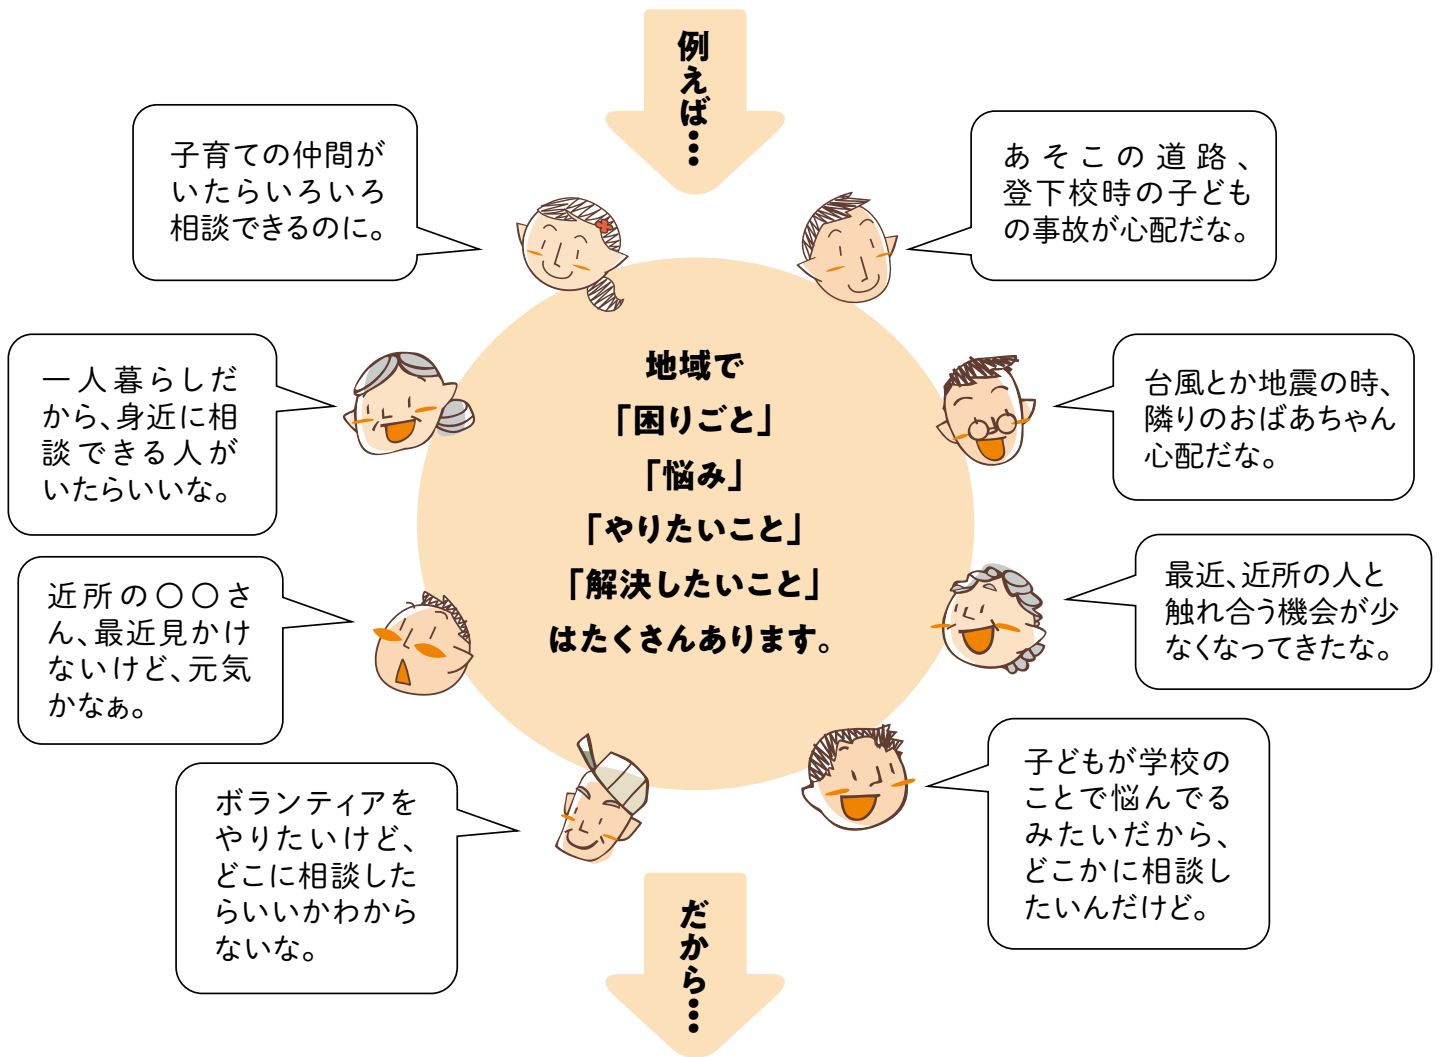 例えば…
子育ての仲間が
いたらいろいろ
相談できるのに。
あそこの道路、
登下校時の子ども
の事故が心配だな。
一人暮らしだ
から、身近に相
談できる人が
いたらいいな。
台風とか地震の時、
隣りのおばあちゃん
心配だな。
地域で
「困りごと」
「悩み」
「やりたいこと」
「解決したいこと」
はたくさんあります。
近所の〇〇さ
ん、最近見かけ
ないけど、元気
かなぁ。
最近、近所の人と
触れ合う機会が少
なくなってきたな。
ボランティアを
やりたいけど、
どこに相談した
らいいかわから
ないな。
子どもが学校の
ことで悩んでる
みたいだから、
どこかに相談し
たいんだけど。
だから…